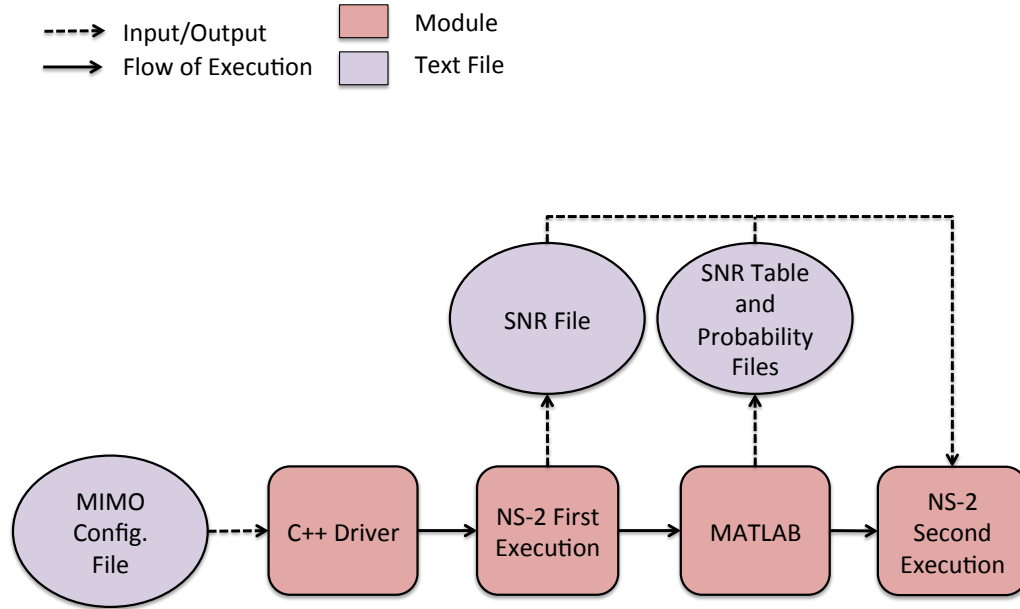 Input/Output
Flow of Execution
Module
Text File
SNR File
SNR Table
and
Probability
Files
MIMO
Config.
File
C++ Driver
NS-2 First
Execution
MATLAB
NS-2
Second
Execution